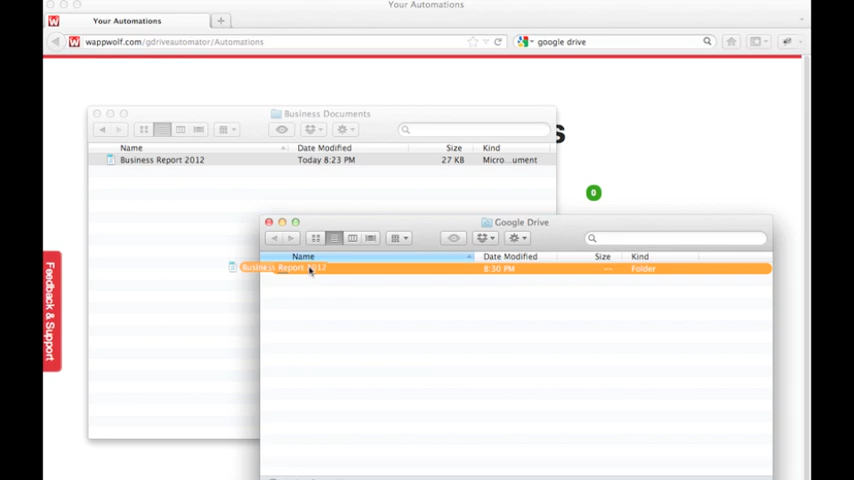 Your Automations
Your Automations
wappwolf.com/gdriveautomator/Automations
google drive
s
Business Documents
Name Date Modified Size Kind
Business Report 2012 Today 8:23 PM 27 KB Micro...ument
0
Google Drive
Name Date Modified Size Kind
Business Report 2012 8:30 PM -- Folder
Feedback & Support